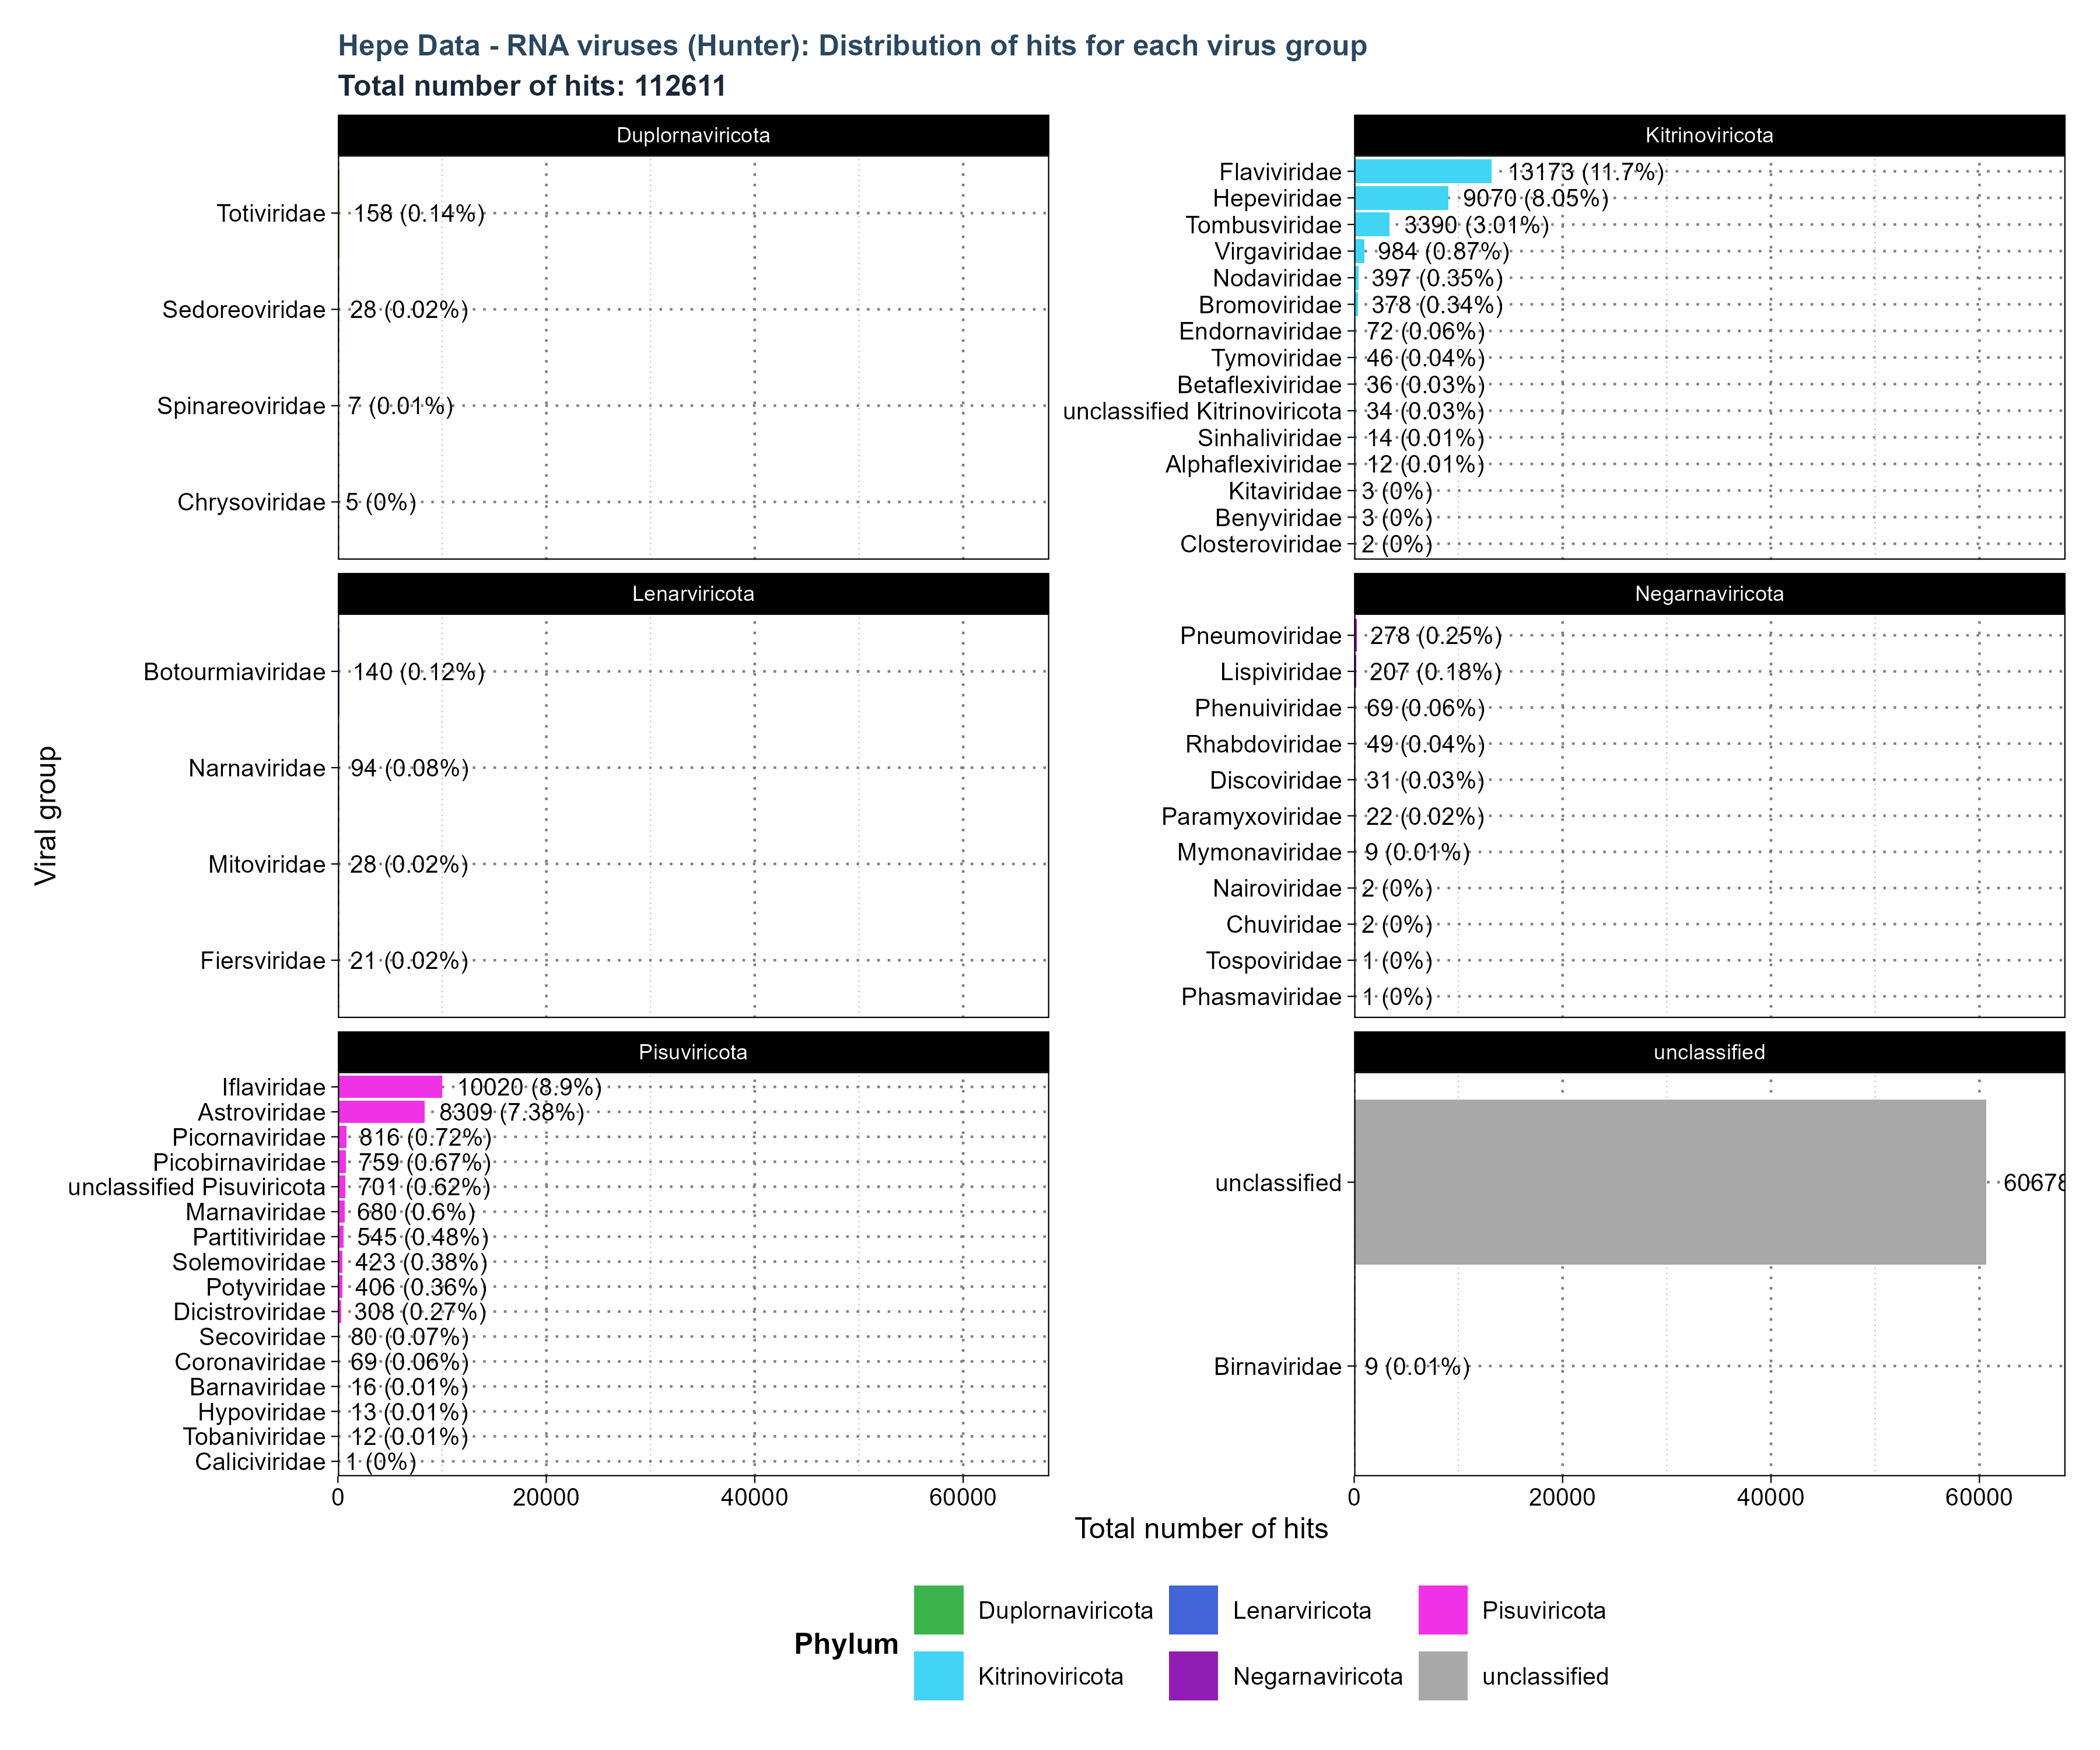 Hepe Data - RNA viruses (Hunter): Distribution of hits for each virus group
Total number of hits: 112611
Viral group
Duplornaviricota
Totiviridae 158 (0.14%)
Sedoreoviridae 28 (0.02%)
Spinareoviridae 7 (0.01%)
Chrysoviridae 5 (0%)
Kitrinoviricota
Flaviviridae 13173 (11.7%)
Hepeviridae 9070 (8.05%)
Tombusviridae 3390 (3.01%)
Virgaviridae 984 (0.87%)
Nodaviridae 397 (0.35%)
Bromoviridae 378 (0.34%)
Endornaviridae 72 (0.06%)
Tymoviridae 46 (0.04%)
Betaflexiviridae 36 (0.03%)
unclassified Kitrinoviricota 34 (0.03%)
Sinhaliviridae 14 (0.01%)
Alphaflexiviridae 12 (0.01%)
Kitaviridae 3 (0%)
Benyviridae 3 (0%)
Closteroviridae 2 (0%)
Lenarviricota
Botourmiaviridae 140 (0.12%)
Narnaviridae 94 (0.08%)
Mitoviridae 28 (0.02%)
Fiersviridae 21 (0.02%)
Negarnaviricota
Pneumoviridae 278 (0.25%)
Lispiviridae 207 (0.18%)
Phenuiviridae 69 (0.06%)
Rhabdoviridae 49 (0.04%)
Discoviridae 31 (0.03%)
Paramyxoviridae 22 (0.02%)
Mymonaviridae 9 (0.01%)
Nairoviridae 2 (0%)
Chuviridae 2 (0%)
Tospoviridae 1 (0%)
Phasmaviridae 1 (0%)
Pisuviricota
Iflaviridae 10020 (8.9%)
Astroviridae 8309 (7.38%)
Picornaviridae 816 (0.72%)
Picobirnaviridae 759 (0.67%)
unclassified Pisuviricota 701 (0.62%)
Marnaviridae 680 (0.6%)
Partitiviridae 545 (0.48%)
Solemoviridae 423 (0.38%)
Potyviridae 406 (0.36%)
Dicistroviridae 308 (0.27%)
Secoviridae 80 (0.07%)
Coronaviridae 69 (0.06%)
Barnaviridae 16 (0.01%)
Hypoviridae 13 (0.01%)
Tobaniviridae 12 (0.01%)
Caliciviridae 1 (0%)
0 20000 40000 60000
unclassified
unclassified 60678
Birnaviridae 9 (0.01%)
0 20000 40000 60000
Total number of hits
Phylum
Duplornaviricota Lenarviricota Pisuviricota
Kitrinoviricota Negarnaviricota unclassified